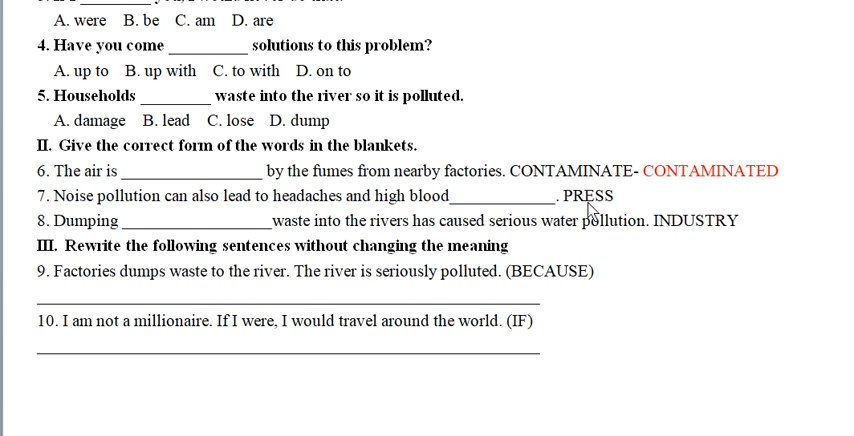 A. were B. be C. am D. are
4. Have you come __________ solutions to this problem?
A. up to B. up with C. to with D. on to
5. Households _________ waste into the river so it is polluted.
A. damage B. lead C. lose D. dump
II. Give the correct form of the words in the blankets.
6. The air is __________________ by the fumes from nearby factories. CONTAMINATE- CONTAMINATED
7. Noise pollution can also lead to headaches and high blood_____________. PRESS
8. Dumping ___________________waste into the rivers has caused serious water pollution. INDUSTRY
III. Rewrite the following sentences without changing the meaning
9. Factories dumps waste to the river. The river is seriously polluted. (BECAUSE)
10. I am not a millionaire. If I were, I would travel around the world. (IF)